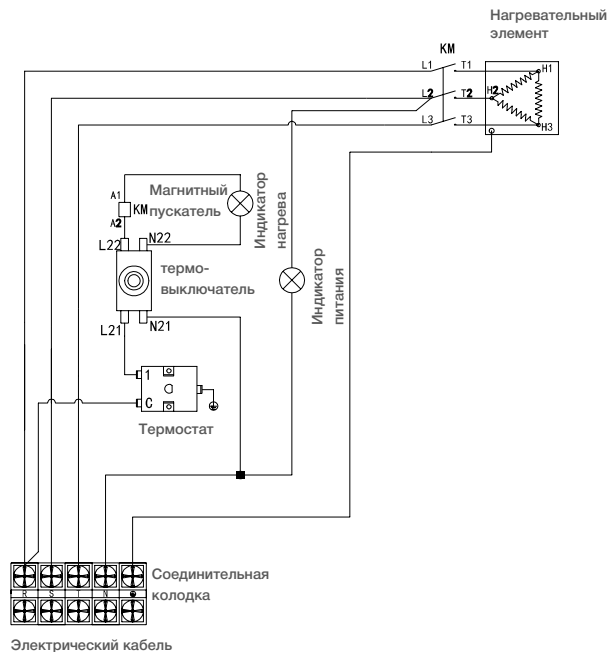 Нагревательный
элемент
KM
L1 T1 H1
L2 T2 H2
L3 T3 H3
A1
KM
A2
Магнитный
пускатель
Индикатор
нагрева
L22 N22
термо-
выключатель
Индикатор
питания
L21 N21
1
C
Термостат
Соединительная
колодка
R S T N
Электрический кабель